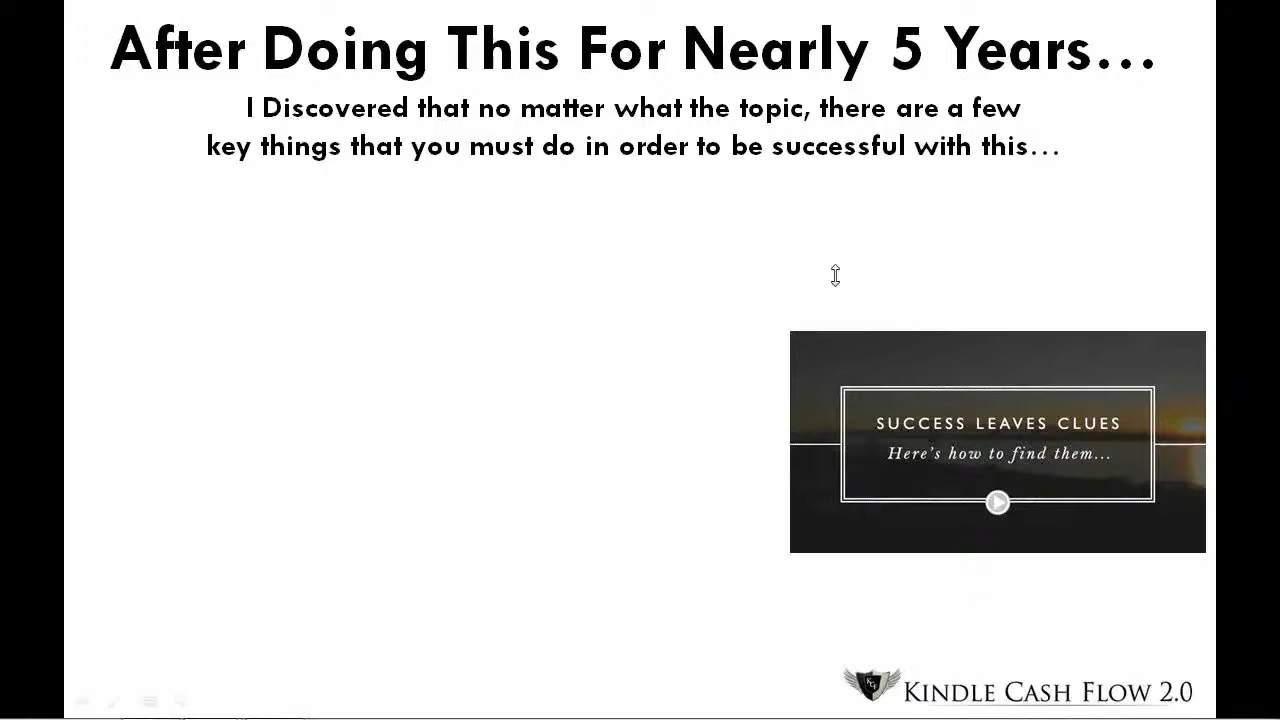 After Doing This For Nearly 5 Years...
I Discovered that no matter what the topic, there are a few
key things that you must do in order to be successful with this...
SUCCESS LEAVES CLUES
Here's how to find them...
KINDLE CASH FLOW 2.0